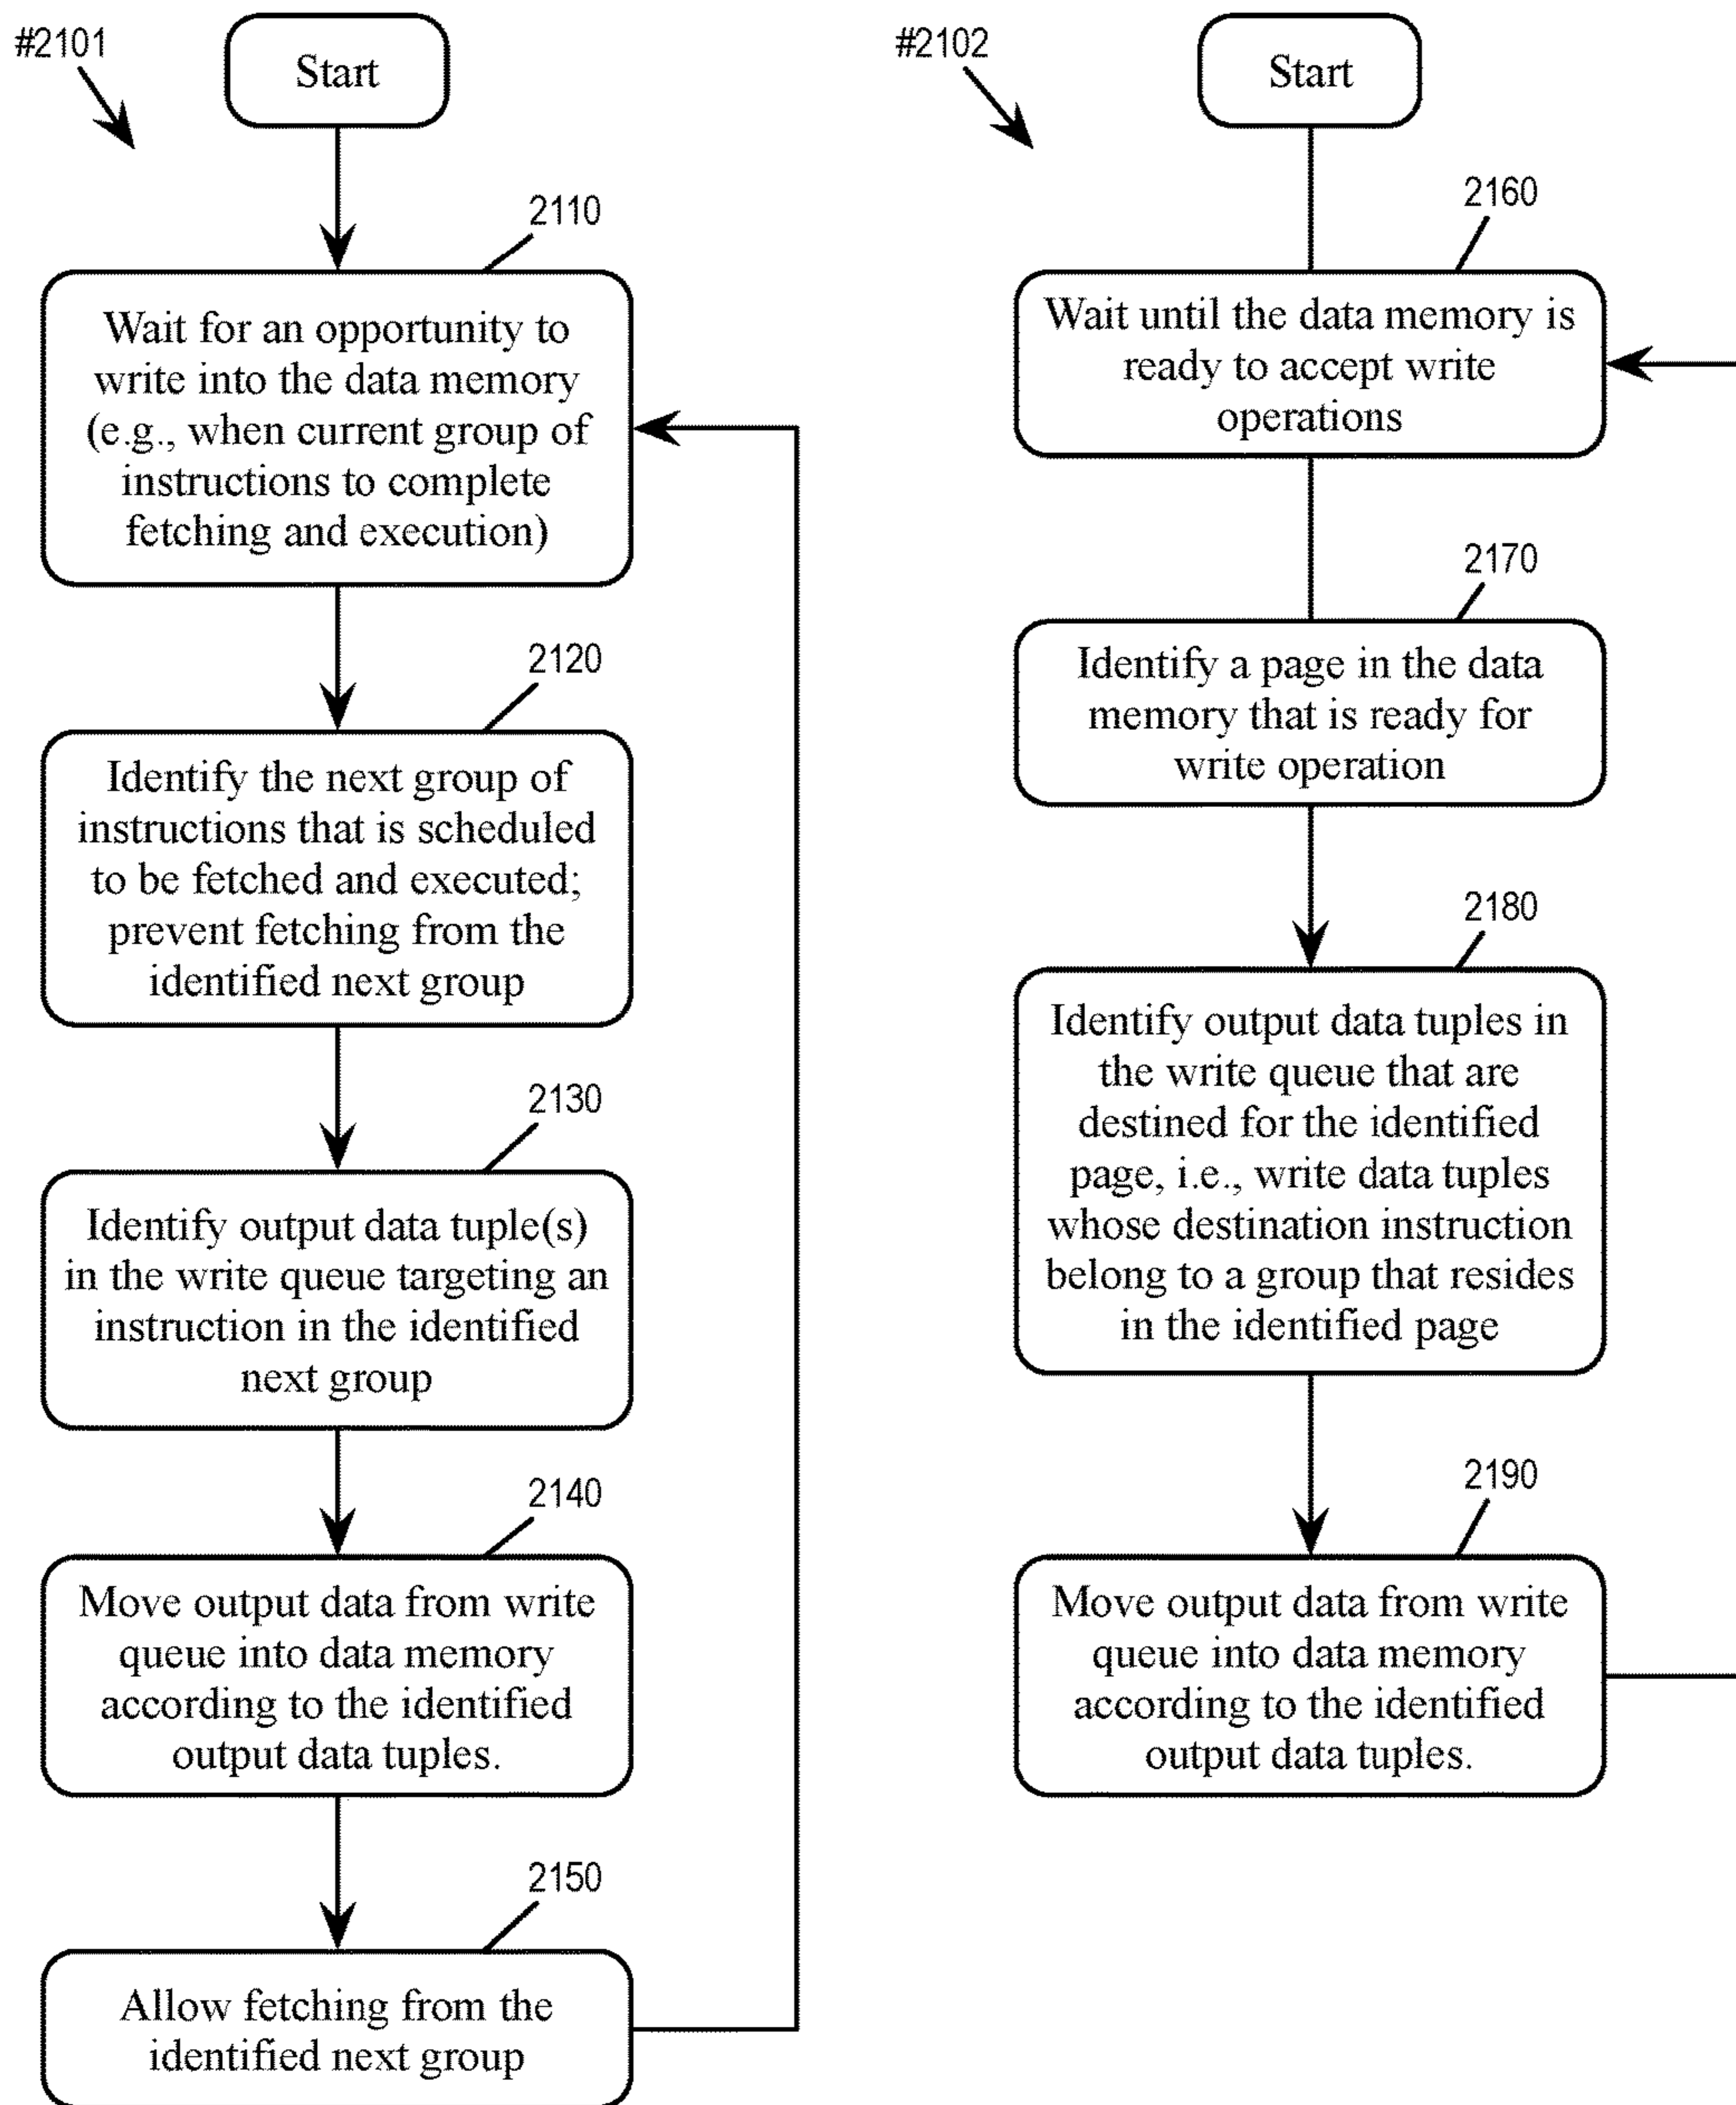 #2101
Start
2110
Wait for an opportunity to
write into the data memory
(e.g., when current group of
instructions to complete
fetching and execution)
2120
Identify the next group of
instructions that is scheduled
to be fetched and executed;
prevent fetching from the
identified next group
2130
Identify output data tuple(s)
in the write queue targeting an
instruction in the identified
next group
2140
Move output data from write
queue into data memory
according to the identified
output data tuples.
2150
Allow fetching from the
identified next group
#2102
Start
2160
Wait until the data memory is
ready to accept write
operations
2170
Identify a page in the data
memory that is ready for
write operation
2180
Identify output data tuples in
the write queue that are
destined for the identified
page, i.e., write data tuples
whose destination instruction
belong to a group that resides
in the identified page
2190
Move output data from write
queue into data memory
according to the identified
output data tuples.